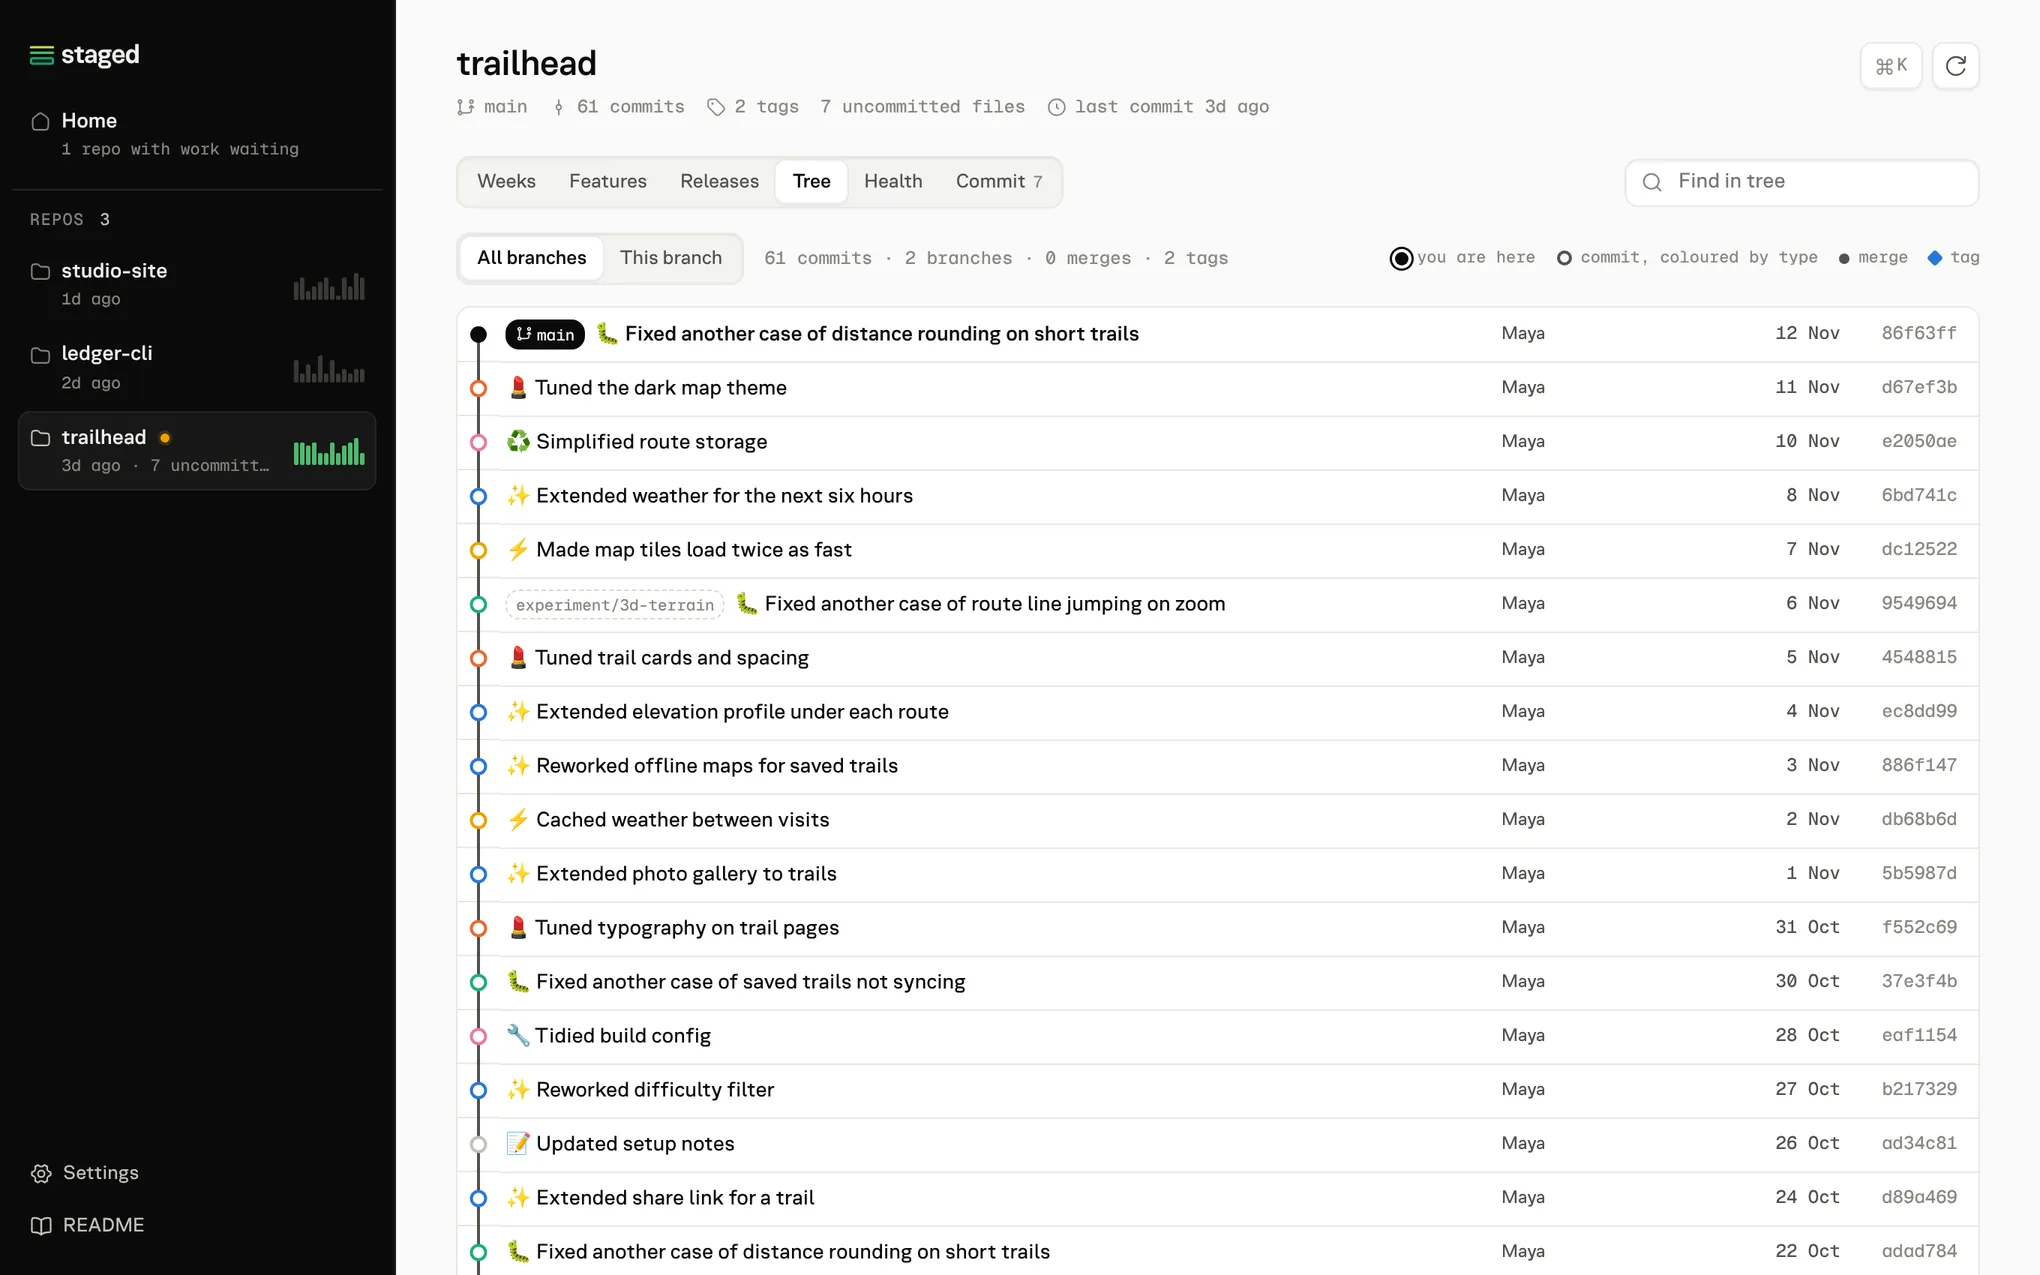 staged
Home
1 repo with work waiting
REPOS 3
studio-site
1d ago
ledger-cli
2d ago
trailhead
3d ago · 7 uncommitt…
Settings
README
trailhead
main 61 commits 2 tags 7 uncommitted files last commit 3d ago
⌘K
Weeks Features Releases Tree Health Commit 7
Find in tree
All branches This branch 61 commits · 2 branches · 0 merges · 2 tags
you are here commit, coloured by type merge tag
main 🐛 Fixed another case of distance rounding on short trails Maya 12 Nov 86f63ff
💄 Tuned the dark map theme Maya 11 Nov d67ef3b
♻️ Simplified route storage Maya 10 Nov e2050ae
✨ Extended weather for the next six hours Maya 8 Nov 6bd741c
⚡ Made map tiles load twice as fast Maya 7 Nov dc12522
experiment/3d-terrain 🐛 Fixed another case of route line jumping on zoom Maya 6 Nov 9549694
💄 Tuned trail cards and spacing Maya 5 Nov 4548815
✨ Extended elevation profile under each route Maya 4 Nov ec8dd99
✨ Reworked offline maps for saved trails Maya 3 Nov 886f147
⚡ Cached weather between visits Maya 2 Nov db68b6d
✨ Extended photo gallery to trails Maya 1 Nov 5b5987d
💄 Tuned typography on trail pages Maya 31 Oct f552c69
🐛 Fixed another case of saved trails not syncing Maya 30 Oct 37e3f4b
🔧 Tidied build config Maya 28 Oct eaf1154
✨ Reworked difficulty filter Maya 27 Oct b217329
📝 Updated setup notes Maya 26 Oct ad34c81
✨ Extended share link for a trail Maya 24 Oct d89a469
🐛 Fixed another case of distance rounding on short trails Maya 22 Oct adad784